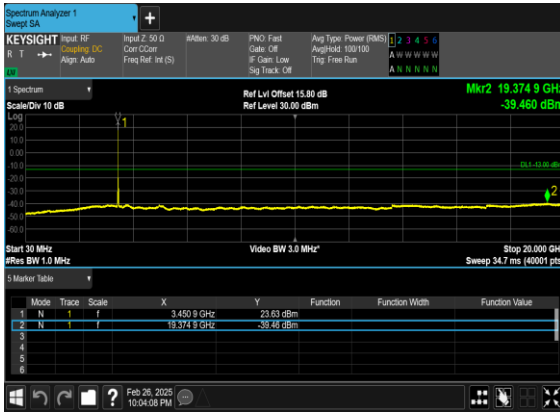 Spectrum Analyzer 1
Swept SA
KEYSIGHT
R T
Input: RF
Coupling: DC
Align: Auto
Input Z: 50 Ω
Corr CCorr
Freq Ref: Int (S)
#Atten: 30 dB
PNO: Fast
Gate: Off
IF Gain: Low
Sig Track: Off
Avg Type: Power (RMS)
Avg|Hold: 100/100
Trig: Free Run
1 2 3 4 5 6
A W W W W W
A N N N N N
1 Spectrum
Scale/Div 10 dB
Ref Lvl Offset 15.80 dB
Ref Level 30.00 dBm
Mkr2 19.374 9 GHz
-39.460 dBm
Log
20.0
10.0
0.00
-10.0
-20.0
-30.0
-40.0
-50.0
-60.0
1
2
DL1 -13.00 dBm
Start 30 MHz
#Res BW 1.0 MHz
Video BW 3.0 MHz*
Stop 20.000 GHz
Sweep 34.7 ms (40001 pts)
5 Marker Table
Mode Trace Scale X Y Function Function Width Function Value
1 N 1 f 3.450 9 GHz 23.63 dBm
2 N 1 f 19.374 9 GHz -39.46 dBm
3
4
5
6
Feb 26, 2025
10:04:08 PM